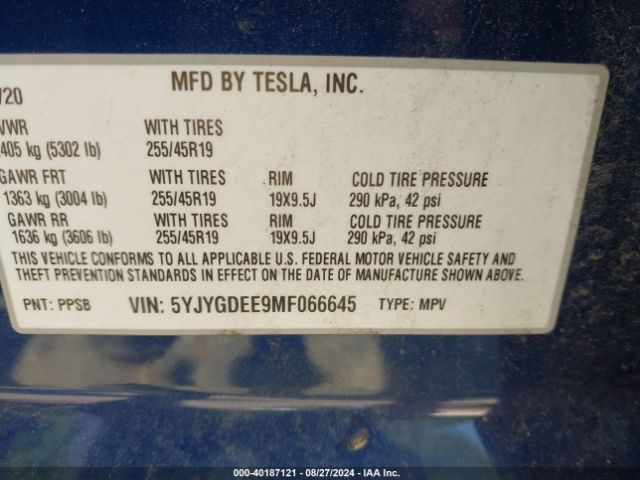 MFD BY TESLA, INC.
/20
VWR WITH TIRES
405 kg (5302 lb) 255/45R19
GAWR FRT WITH TIRES RIM COLD TIRE PRESSURE
1363 kg (3004 lb) 255/45R19 19X9.5J 290 kPa, 42 psi
GAWR RR WITH TIRES RIM COLD TIRE PRESSURE
1636 kg (3606 lb) 255/45R19 19X9.5J 290 kPa, 42 psi
THIS VEHICLE CONFORMS TO ALL APPLICABLE U.S. FEDERAL MOTOR VEHICLE SAFETY AND
THEFT PREVENTION STANDARDS IN EFFECT ON THE DATE OF MANUFACTURE SHOWN ABOVE.
PNT: PPSB VIN: 5YJYGDEE9MF066645 TYPE: MPV
000-40187121 | 08/27/2024 | IAA Inc.